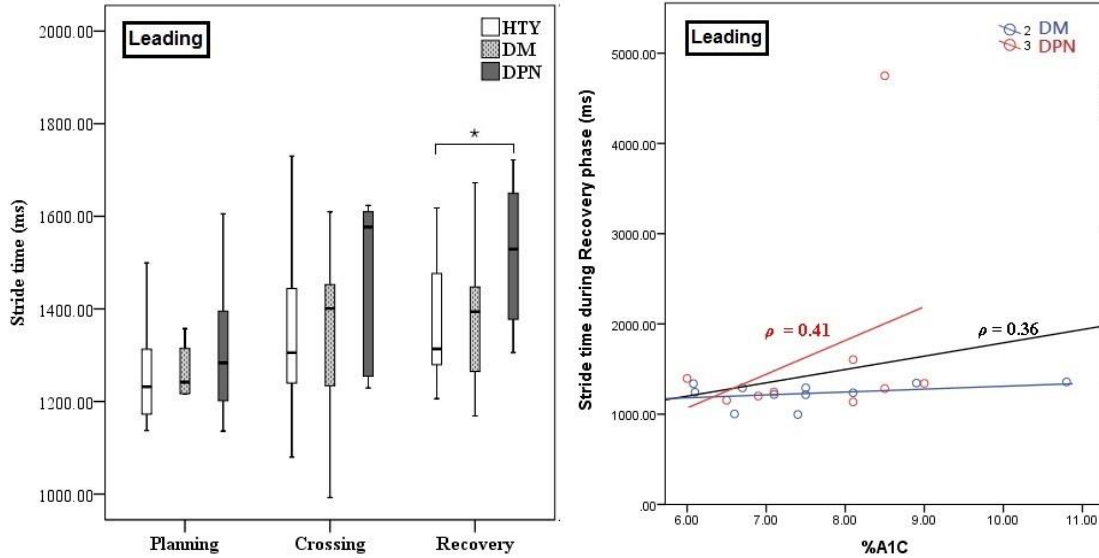 Leading
HTY
DM
DPN
*
2000.00
1800.00
1600.00
1400.00
1200.00
1000.00
Stride time (ms)
Planning Crossing Recovery
Leading
2 DM
3 DPN
5000.00
4000.00
3000.00
2000.00
1000.00
.00
Stride time during Recovery phase (ms)
ρ = 0.41
ρ = 0.36
6.00 7.00 8.00 9.00 10.00 11.00
%A1C